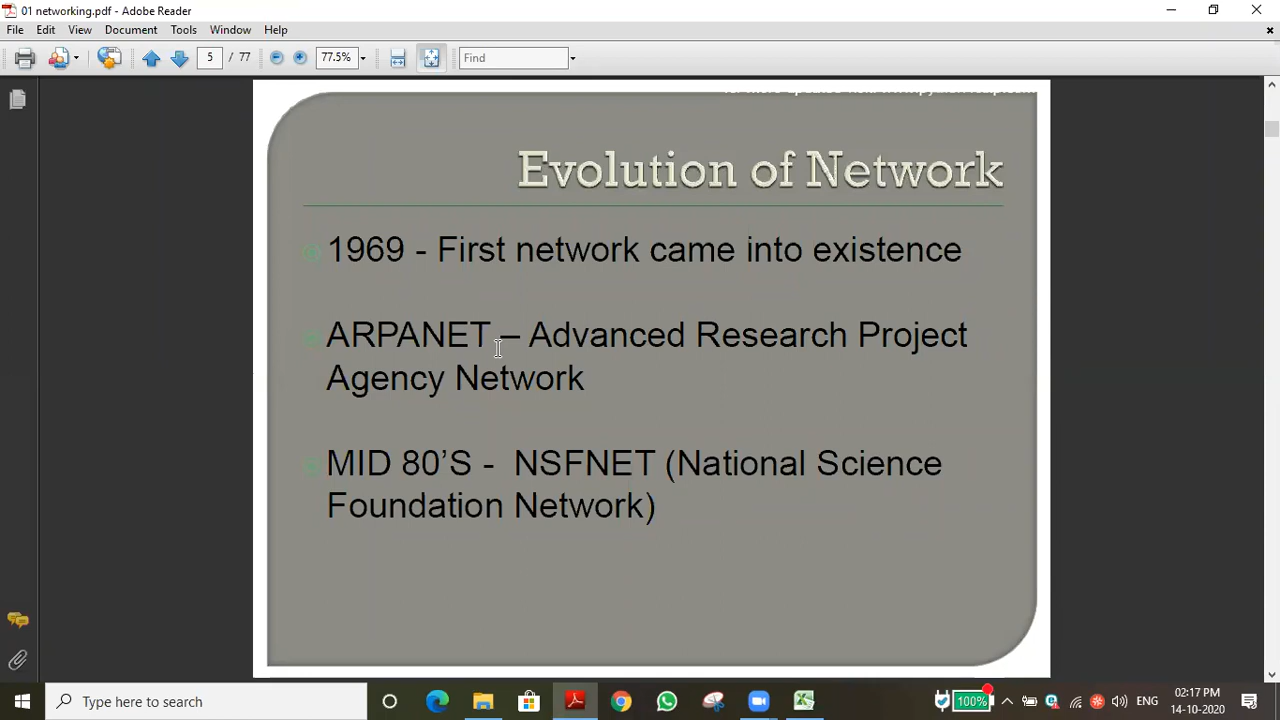 01 networking.pdf - Adobe Reader
File Edit View Document Tools Window Help
5 / 77 77.5% Find
Evolution of Network
1969 - First network came into existence
ARPANET – Advanced Research Project
Agency Network
MID 80’S - NSFNET (National Science
Foundation Network)
Type here to search
100% ENG 02:17 PM
14-10-2020